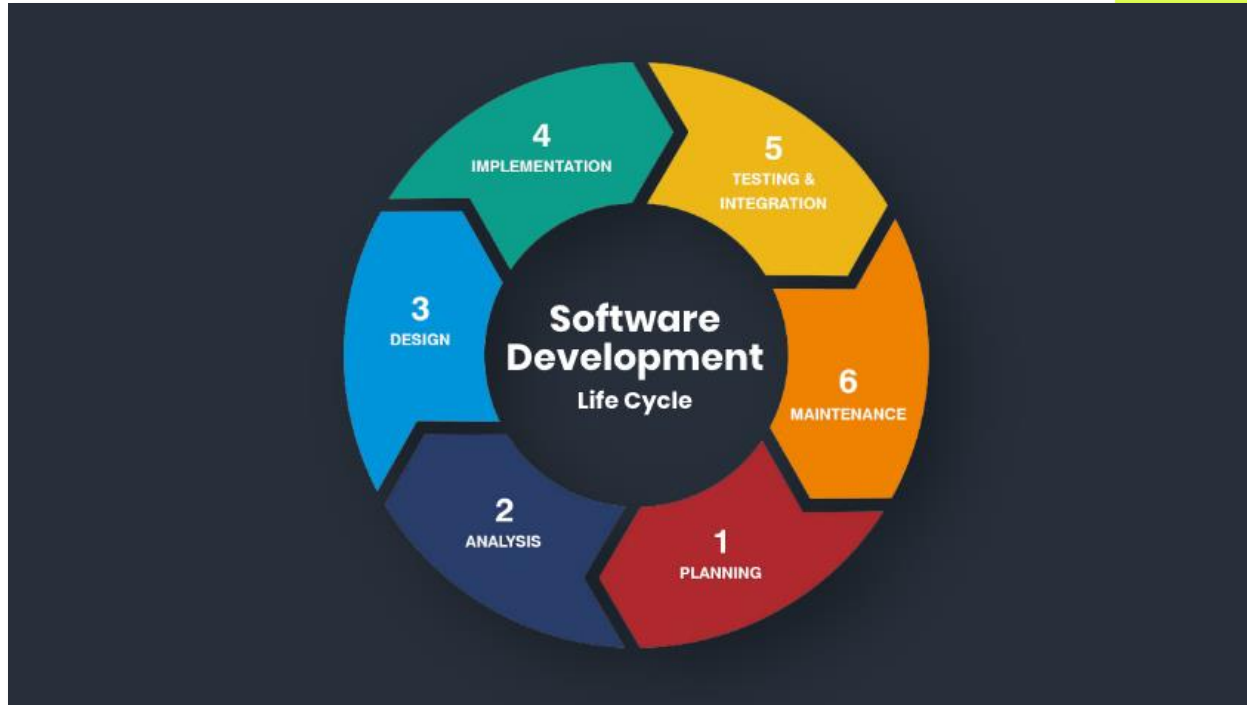 Software
Development
Life Cycle
1
PLANNING
2
ANALYSIS
3
DESIGN
4
IMPLEMENTATION
5
TESTING &
INTEGRATION
6
MAINTENANCE